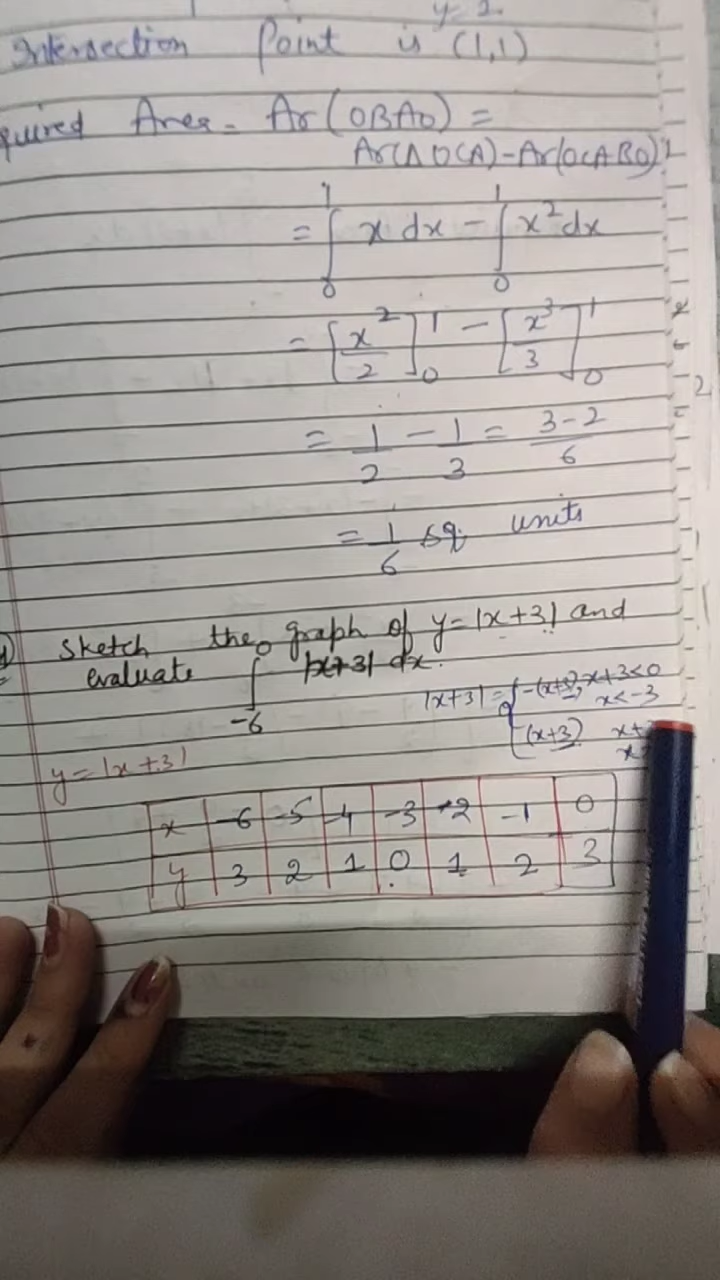 y=2
Intersection Point is (1,1)
quired Area = Ar(OBAO) =
Ar(Δ OCA) - Ar(OCABO)
= ∫₀¹ x dx - ∫₀¹ x² dx
= [x²/2]₀¹ - [x³/3]₀¹
= 1/2 - 1/3 = 3-2/6
= 1/6 sq. units
Sketch the graph of y=|x+3| and
evaluate ∫₋₆⁰ |x+3| dx.
|x+3| = { -(x+3), x+3<0
x<-3
(x+3) x+
x
y=|x+3|
x -6 -5 -4 -3 -2 -1 0
y 3 2 1 0 1 2 3